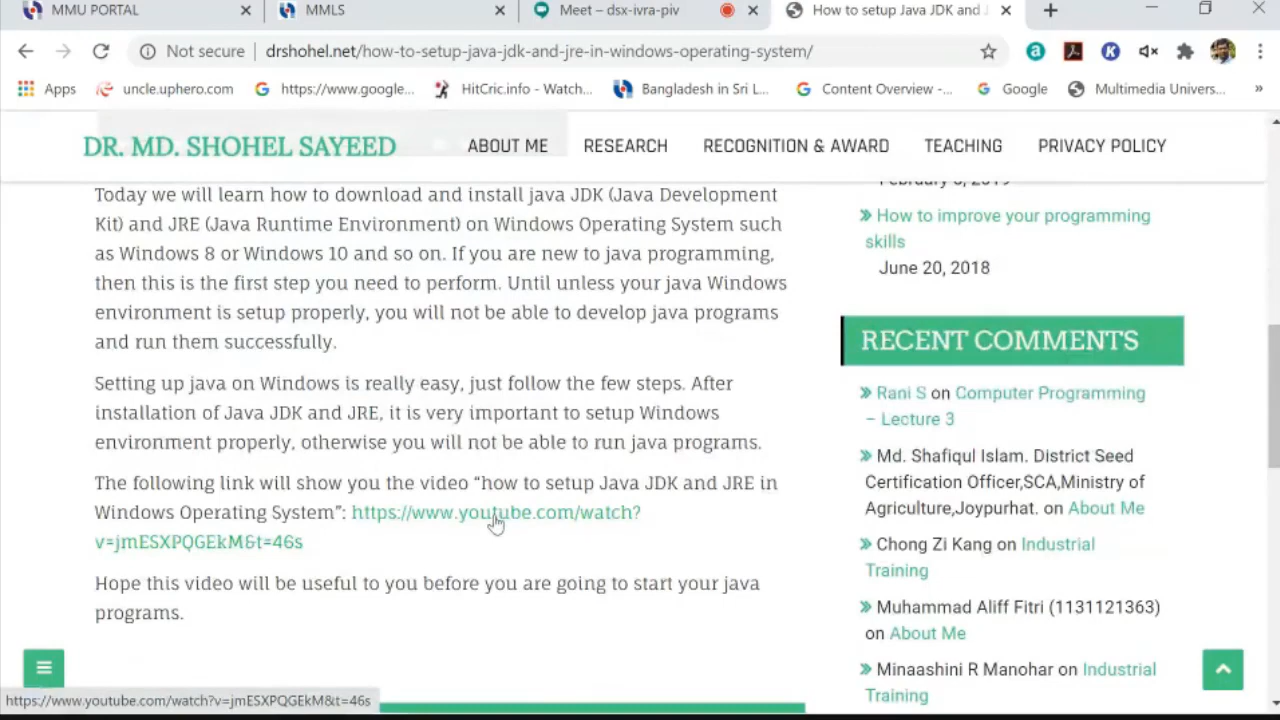 MMU PORTAL
MMLS
Meet – dsx-ivra-piv
How to setup Java JDK and
Not secure
drshohel.net/how-to-setup-java-jdk-and-jre-in-windows-operating-system/
Apps
uncle.uphero.com
https://www.google...
HitCric.info - Watch...
Bangladesh in Sri L...
Content Overview -...
Google
Multimedia Univers...
»
DR. MD. SHOHEL SAYEED
ABOUT ME
RESEARCH
RECOGNITION & AWARD
TEACHING
PRIVACY POLICY
Today we will learn how to download and install java JDK (Java Development
Kit) and JRE (Java Runtime Environment) on Windows Operating System such
as Windows 8 or Windows 10 and so on. If you are new to java programming,
then this is the first step you need to perform. Until unless your java Windows
environment is setup properly, you will not be able to develop java programs
and run them successfully.
Setting up java on Windows is really easy, just follow the few steps. After
installation of Java JDK and JRE, it is very important to setup Windows
environment properly, otherwise you will not be able to run java programs.
The following link will show you the video “how to setup Java JDK and JRE in
Windows Operating System”: https://www.youtube.com/watch?
v=jmESXPQGEkM&t=46s
Hope this video will be useful to you before you are going to start your java
programs.
How to improve your programming
skills
June 20, 2018
RECENT COMMENTS
Rani S on Computer Programming
– Lecture 3
Md. Shafiqul Islam. District Seed
Certification Officer,SCA,Ministry of
Agriculture,Joypurhat. on About Me
Chong Zi Kang on Industrial
Training
Muhammad Aliff Fitri (1131121363)
on About Me
Minaashini R Manohar on Industrial
Training
https://www.youtube.com/watch?v=jmESXPQGEkM&t=46s